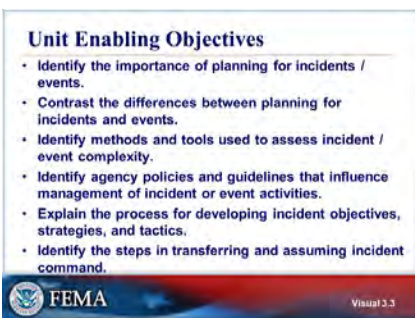 Unit Enabling Objectives
• Identify the importance of planning for incidents /
events.
• Contrast the differences between planning for
incidents and events.
• Identify methods and tools used to assess incident /
event complexity.
• Identify agency policies and guidelines that influence
management of incident or event activities.
• Explain the process for developing incident objectives,
strategies, and tactics.
• Identify the steps in transferring and assuming incident
command.
FEMA
Visual 3.3